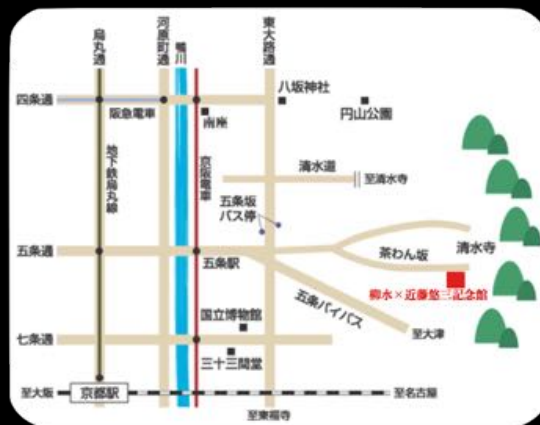 烏丸通
河原町通
鴨川
東大路通
四条通
阪急電車
南座
八坂神社
円山公園
地下鉄烏丸線
京阪電車
清水道
至清水寺
五条坂
バス停
五条通
五条駅
茶わん坂
清水寺
柳水×近藤悠三記念館
五条バイパス
国立博物館
七条通
三十三間堂
至大津
至大阪
京都駅
至名古屋
至東福寺